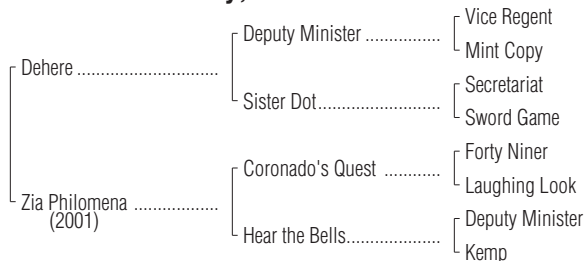 Vice Regent
Deputy Minister ................
Mint Copy
Dehere ..............................
Secretariat
Sister Dot..........................
Sword Game
Forty Niner
Coronado's Quest ............
Laughing Look
Zia Philomena ..................
(2001)
Deputy Minister
Hear the Bells....................
Kemp